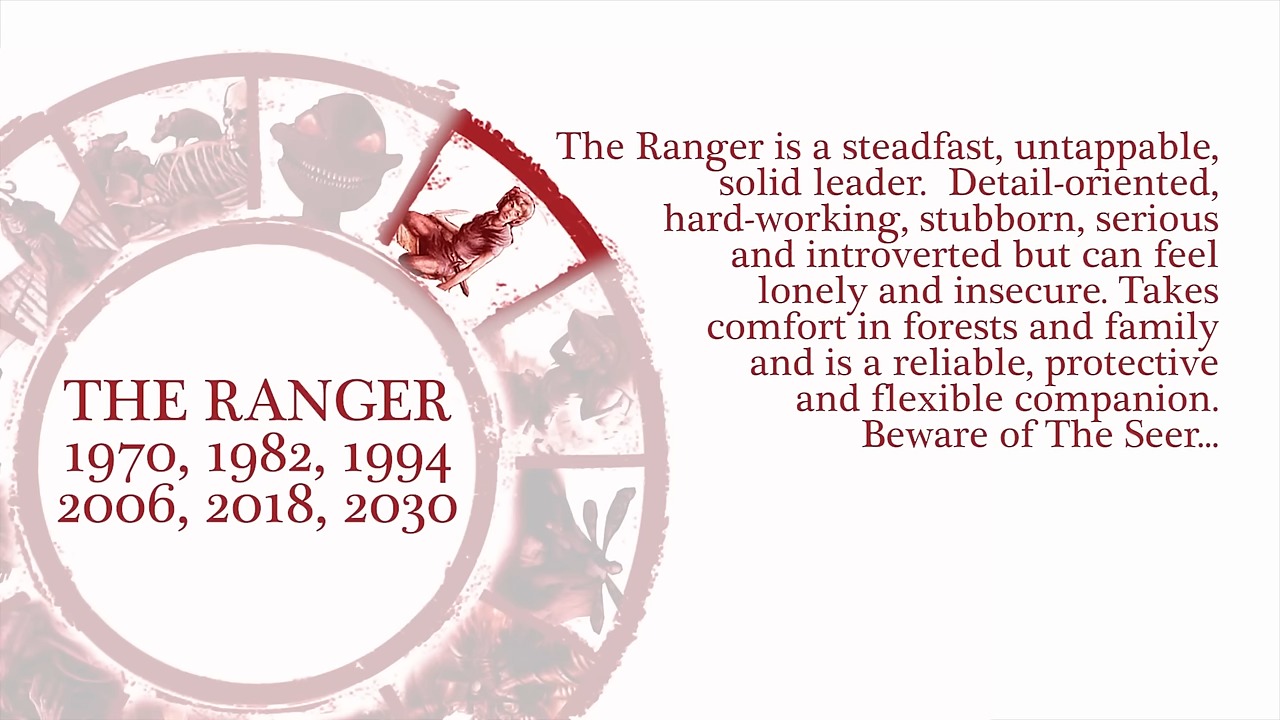 THE RANGER
1970, 1982, 1994
2006, 2018, 2030
The Ranger is a steadfast, untappable,
solid leader.  Detail-oriented,
hard-working, stubborn, serious
and introverted but can feel
lonely and insecure. Takes
comfort in forests and family
and is a reliable, protective
and flexible companion.
Beware of The Seer...